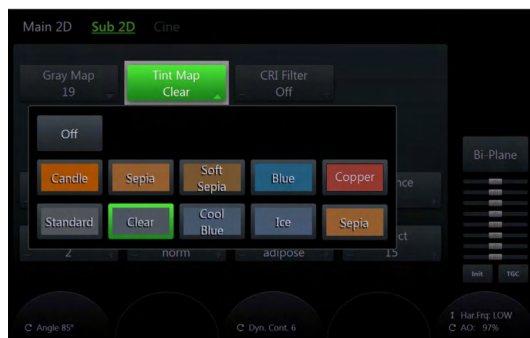 Main 2D Sub 2D Cine
Gray Map
19
Tint Map
Clear
CRI Filter
Off
Off
Candle
Sepia
Soft
Sepia
Blue
Copper
Standard
Clear
Cool
Blue
Ice
Sepia
nce
ct
2
norm
adipose
15
Bi-Plane
Init
TGC
Angle 85°
Dyn. Cont. 6
Har.Frq: LOW
AO: 97%